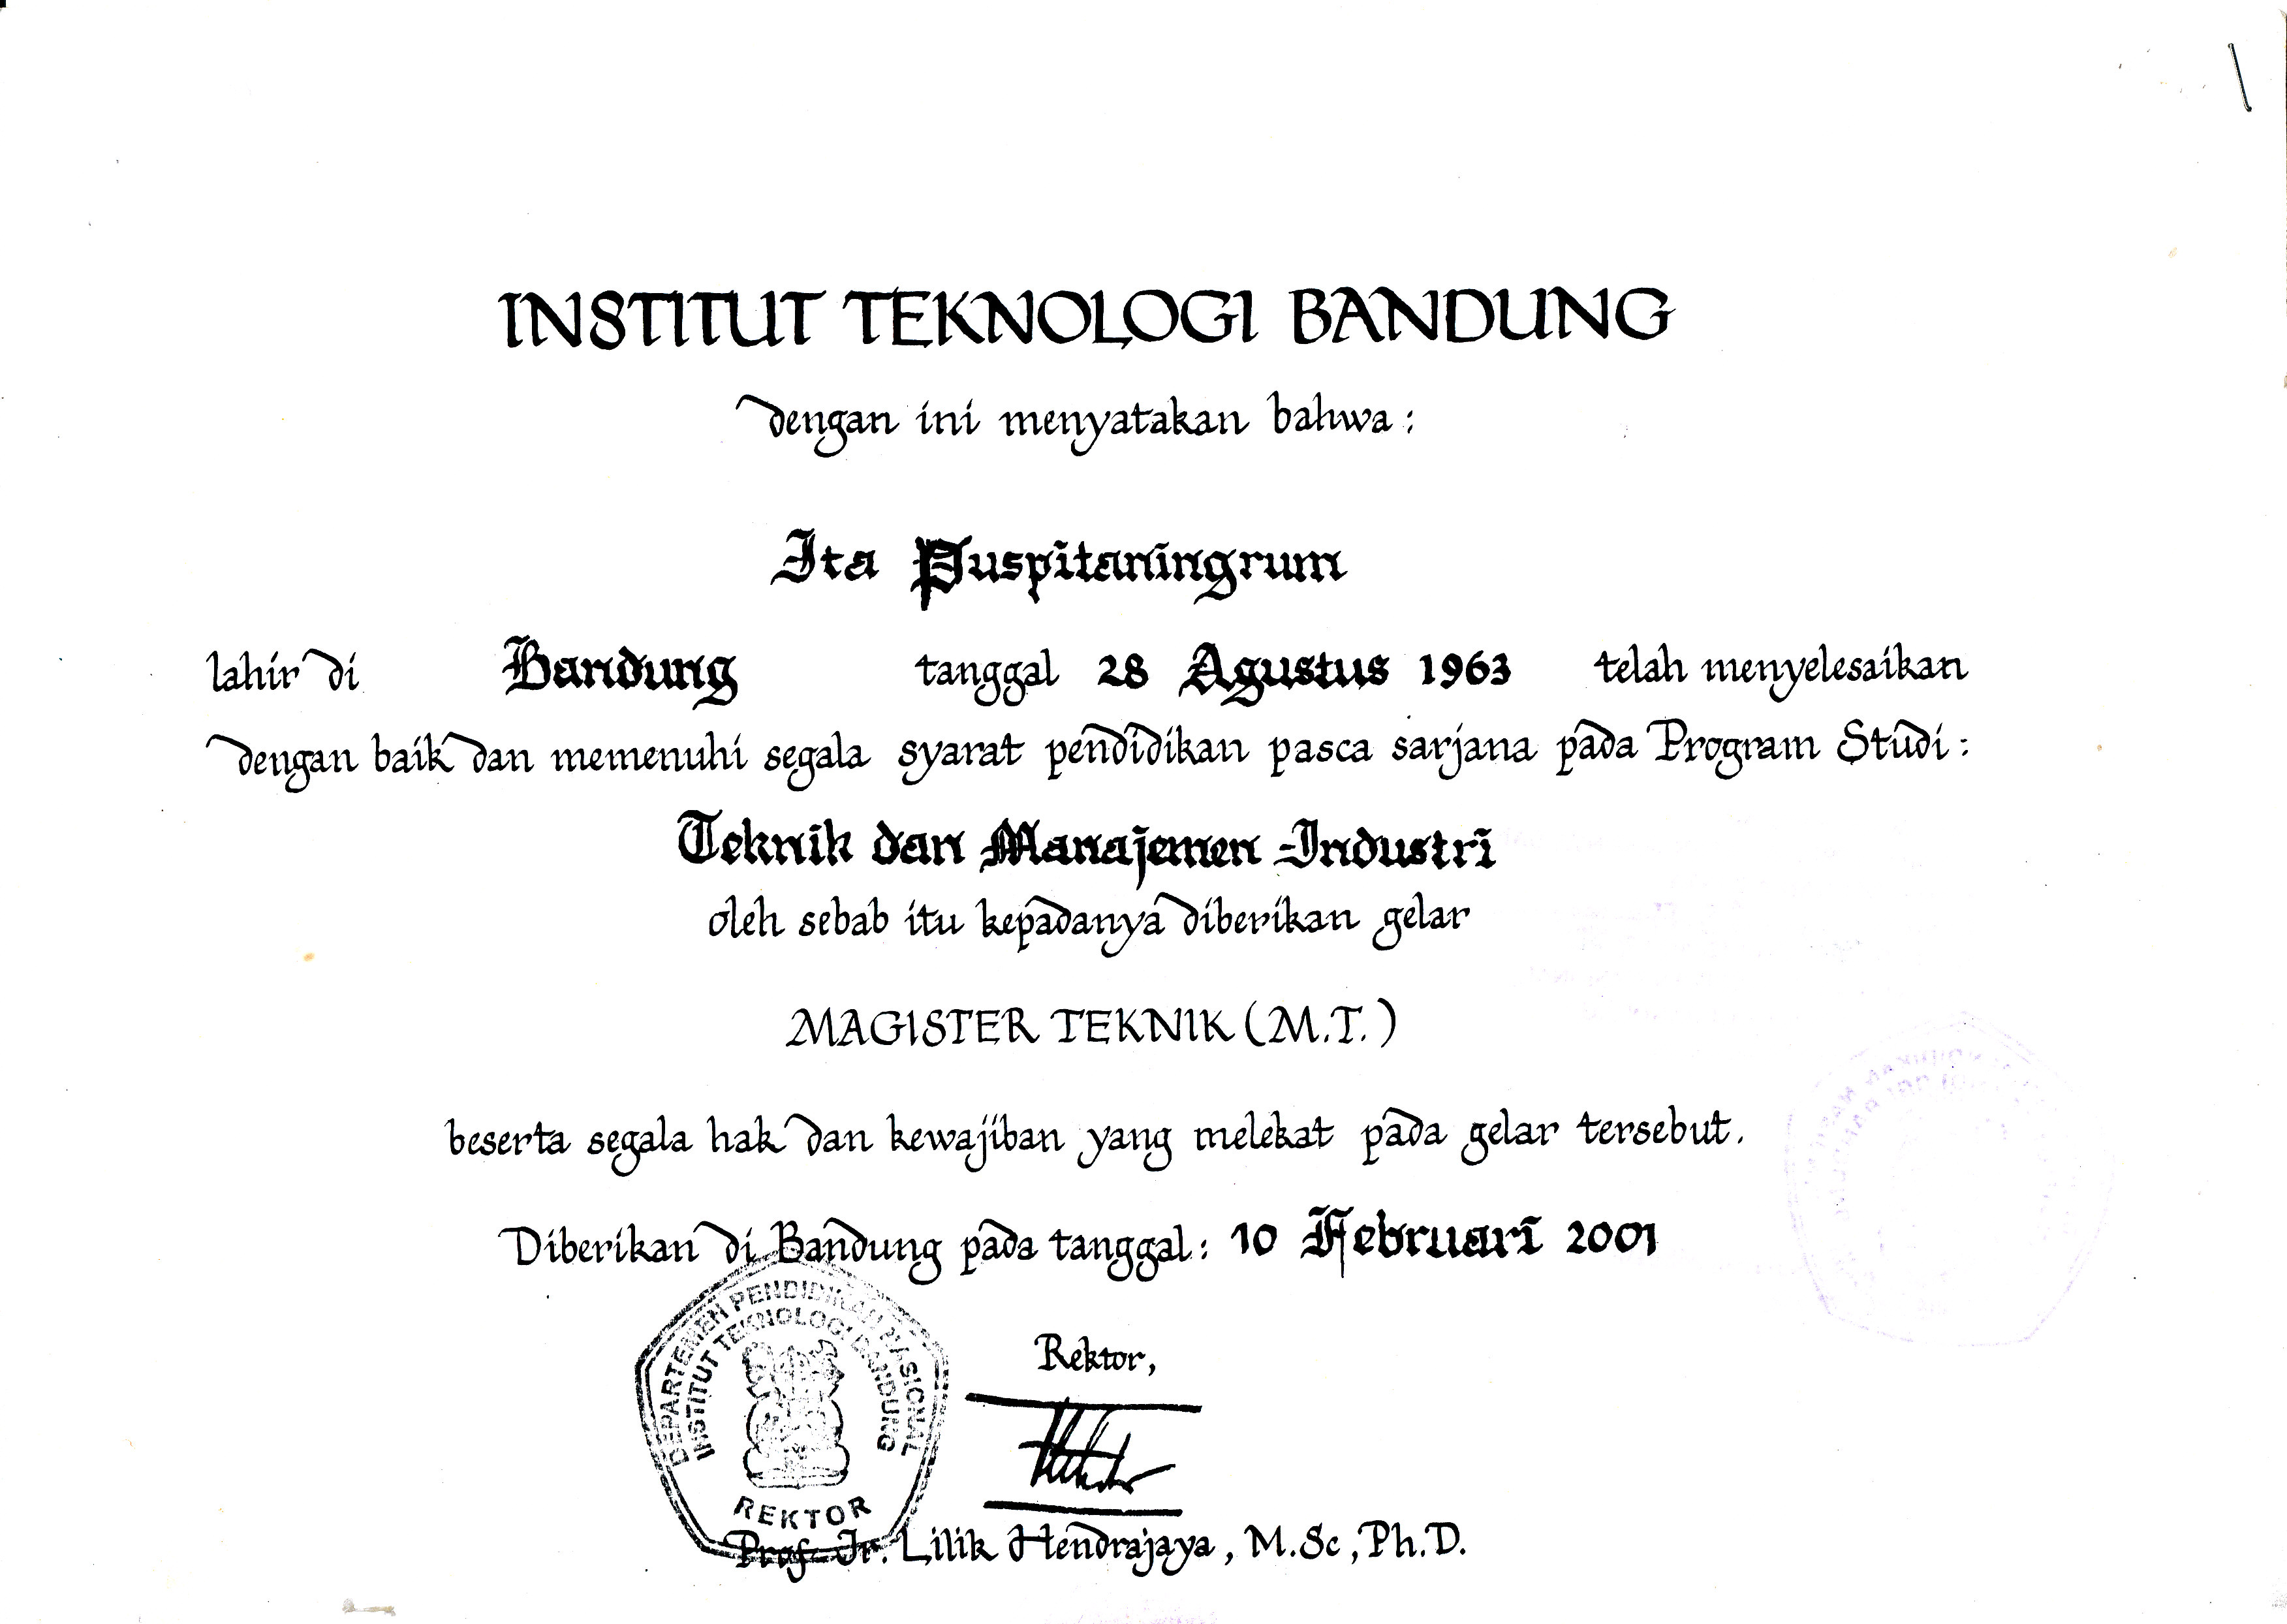 INSTITUT TEKNOLOGI BANDUNG
dengan ini menyatakan bahwa :
Ita Puspitaningrum
lahir di Bandung tanggal 28 Agustus 1963 telah menyelesaikan
dengan baik dan memenuhi segala syarat pendidikan pasca sarjana pada Program Studi :
Teknik dan Manajemen Industri
oleh sebab itu kepadanya diberikan gelar
MAGISTER TEKNIK (M.T.)
beserta segala hak dan kewajiban yang melekat pada gelar tersebut.
Diberikan di Bandung pada tanggal : 10 Februari 2001
DEPARTEMEN PENDIDIKAN NASIONAL
INSTITUT TEKNOLOGI BANDUNG
REKTOR
Rektor,
Prof. Ir. Lilik Hendrajaya, M.Sc, Ph.D.